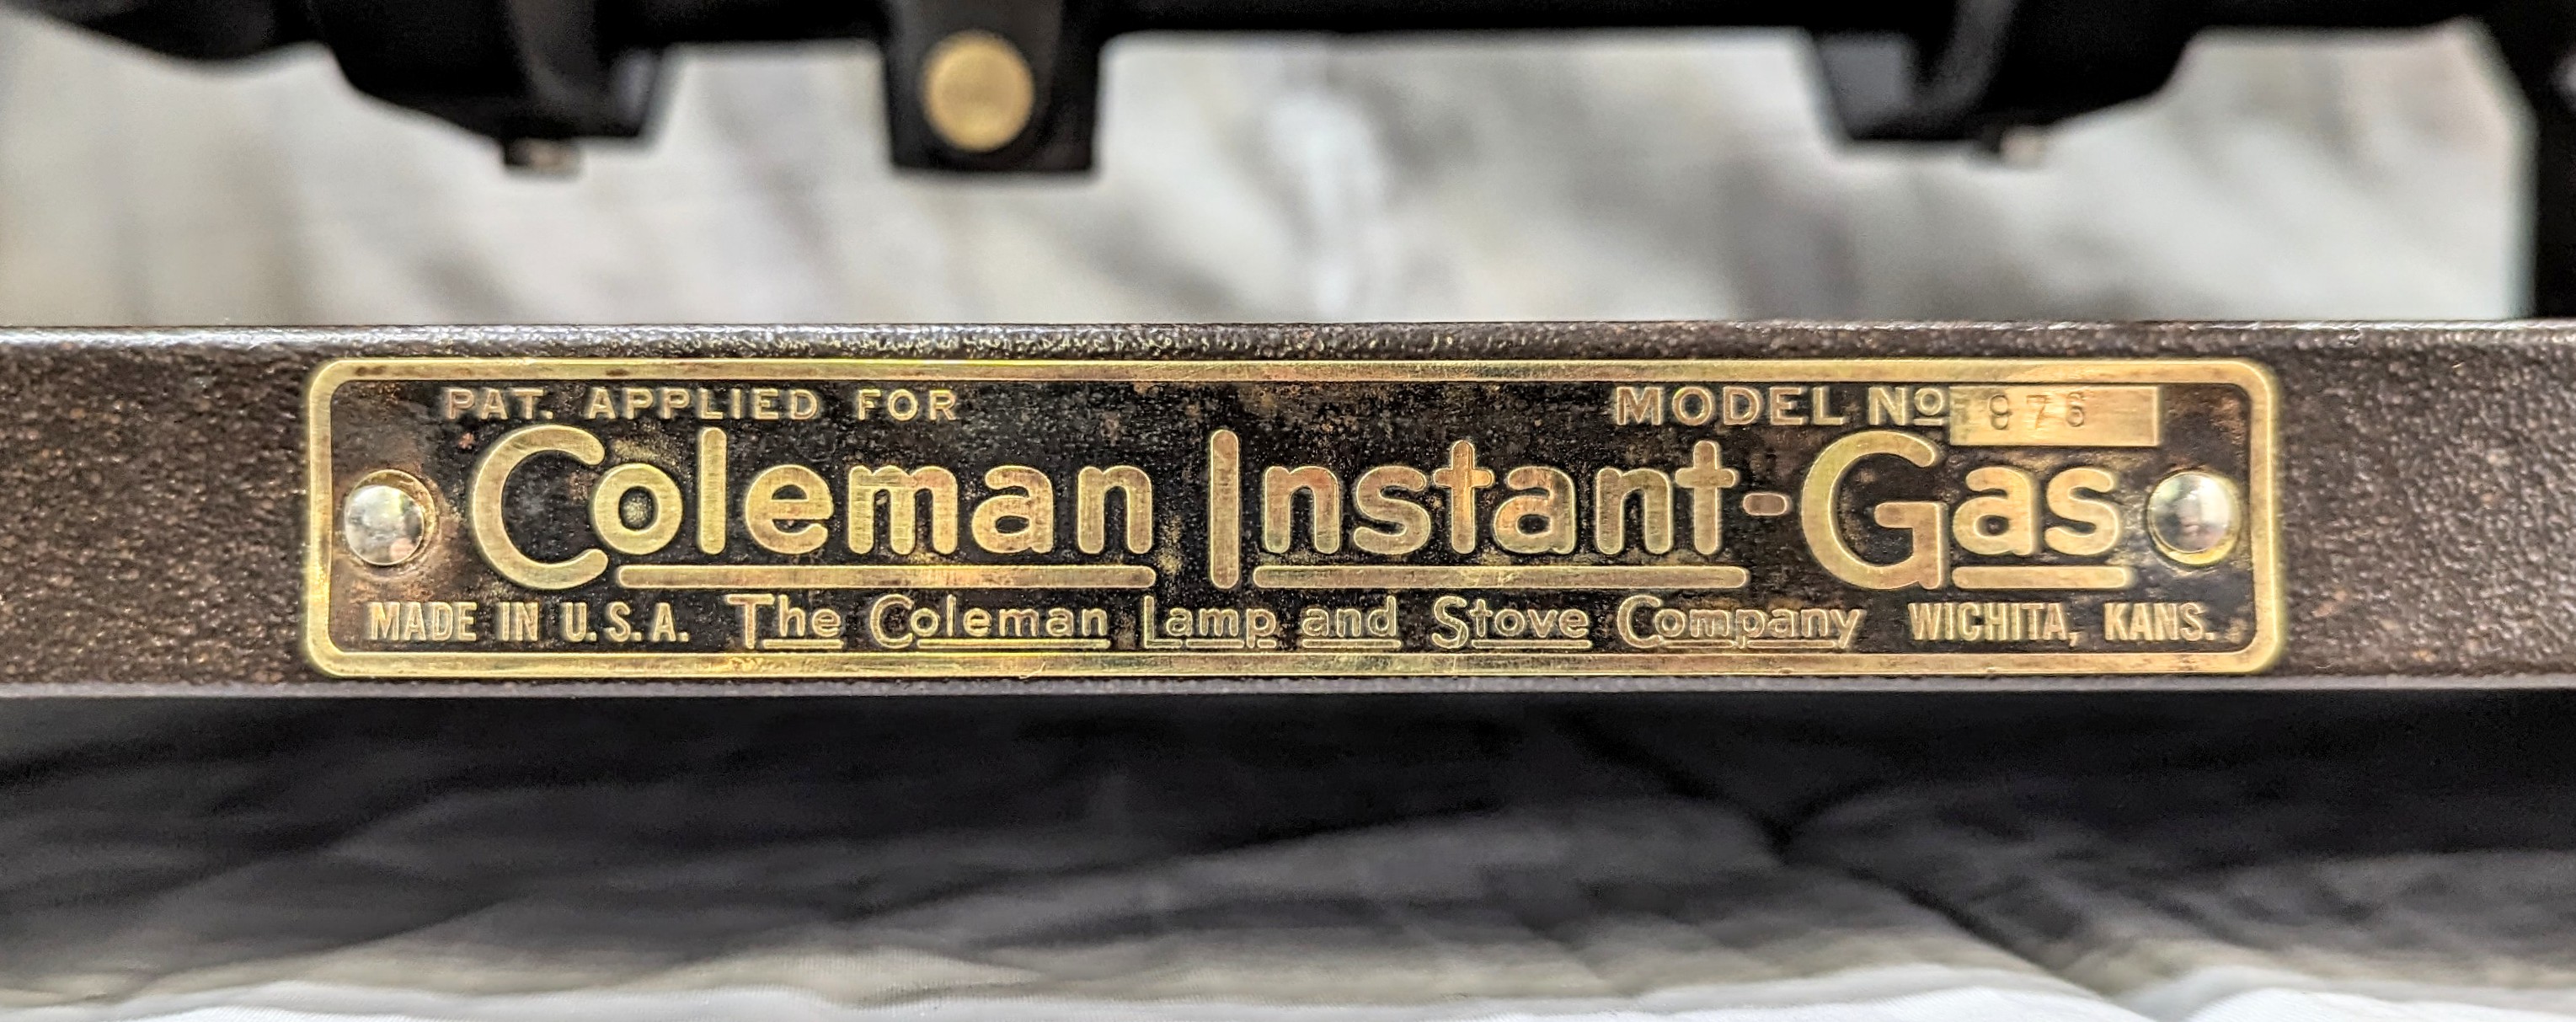 PAT. APPLIED FOR MODEL Nº 976
Coleman Instant-Gas
MADE IN U.S.A. The Coleman Lamp and Stove Company WICHITA, KANS.